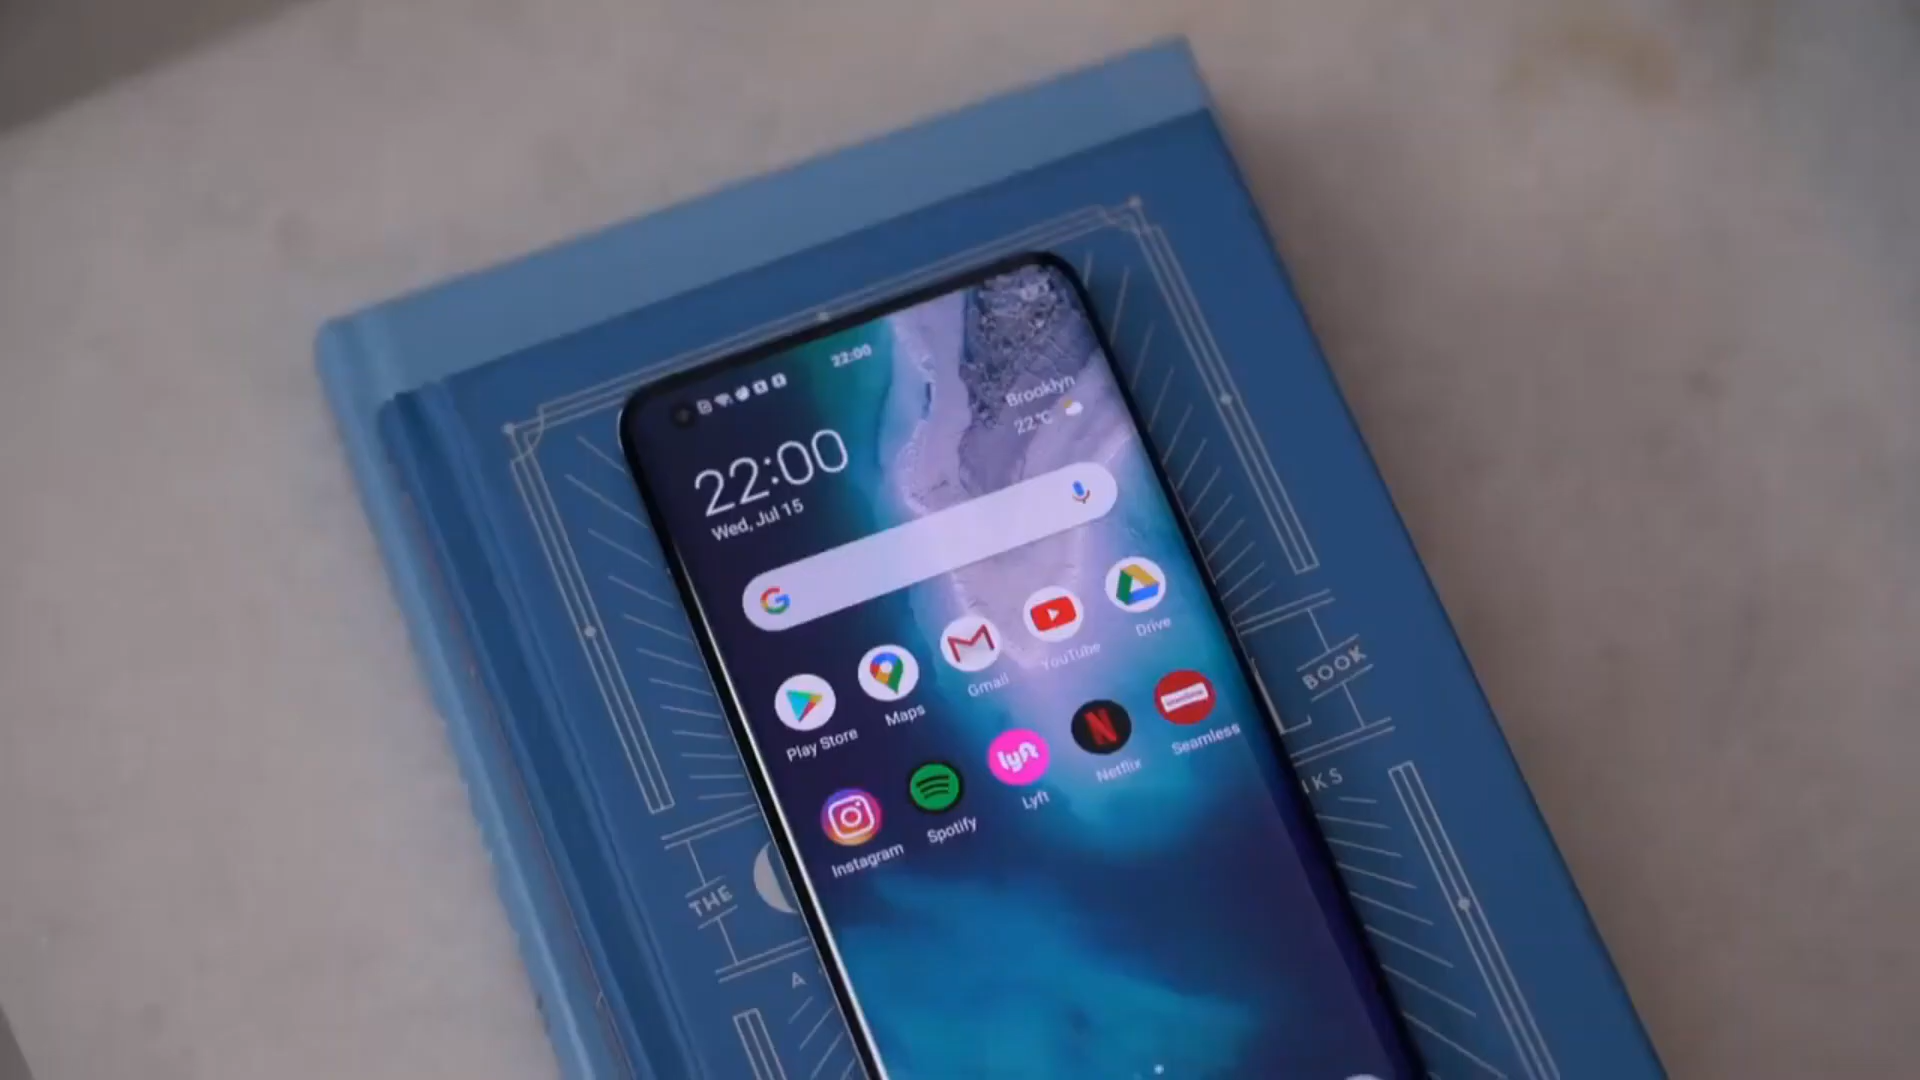 22:00
Brooklyn
22°C
22:00
Wed, Jul 15
G
Play Store
Maps
Gmail
YouTube
Drive
Instagram
Spotify
lyft
Lyft
N
Netflix
Seamless
BOOK
THE
A